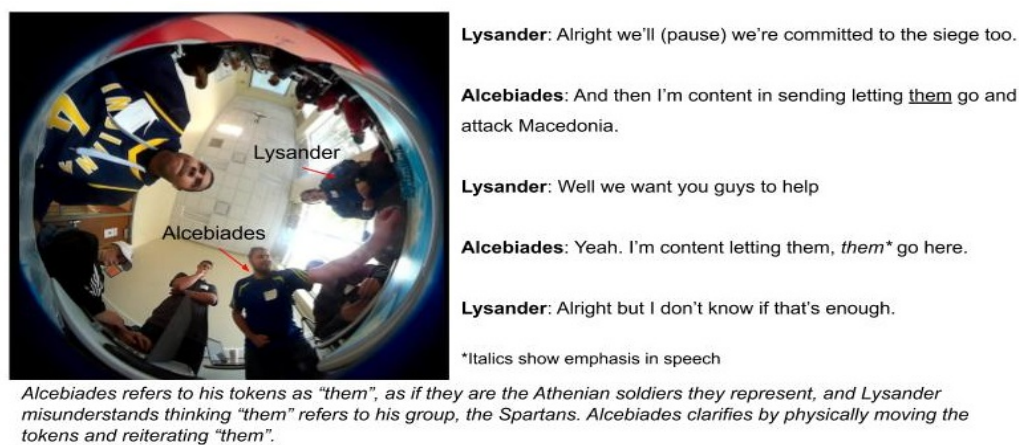 Lysander: Alright we'll (pause) we're committed to the siege too.
Alcebiades: And then I'm content in sending letting them go and
attack Macedonia.
Lysander: Well we want you guys to help
Alcebiades: Yeah. I'm content letting them, them* go here.
Lysander: Alright but I don't know if that's enough.
*Italics show emphasis in speech
Lysander
Alcebiades
Alcebiades refers to his tokens as "them", as if they are the Athenian soldiers they represent, and Lysander
misunderstands thinking "them" refers to his group, the Spartans. Alcebiades clarifies by physically moving the
tokens and reiterating "them".